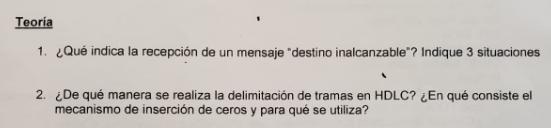 Teoría
1. ¿Qué indica la recepción de un mensaje "destino inalcanzable"? Indique 3 situaciones
2. ¿De qué manera se realiza la delimitación de tramas en HDLC? ¿En qué consiste el
mecanismo de inserción de ceros y para qué se utiliza?